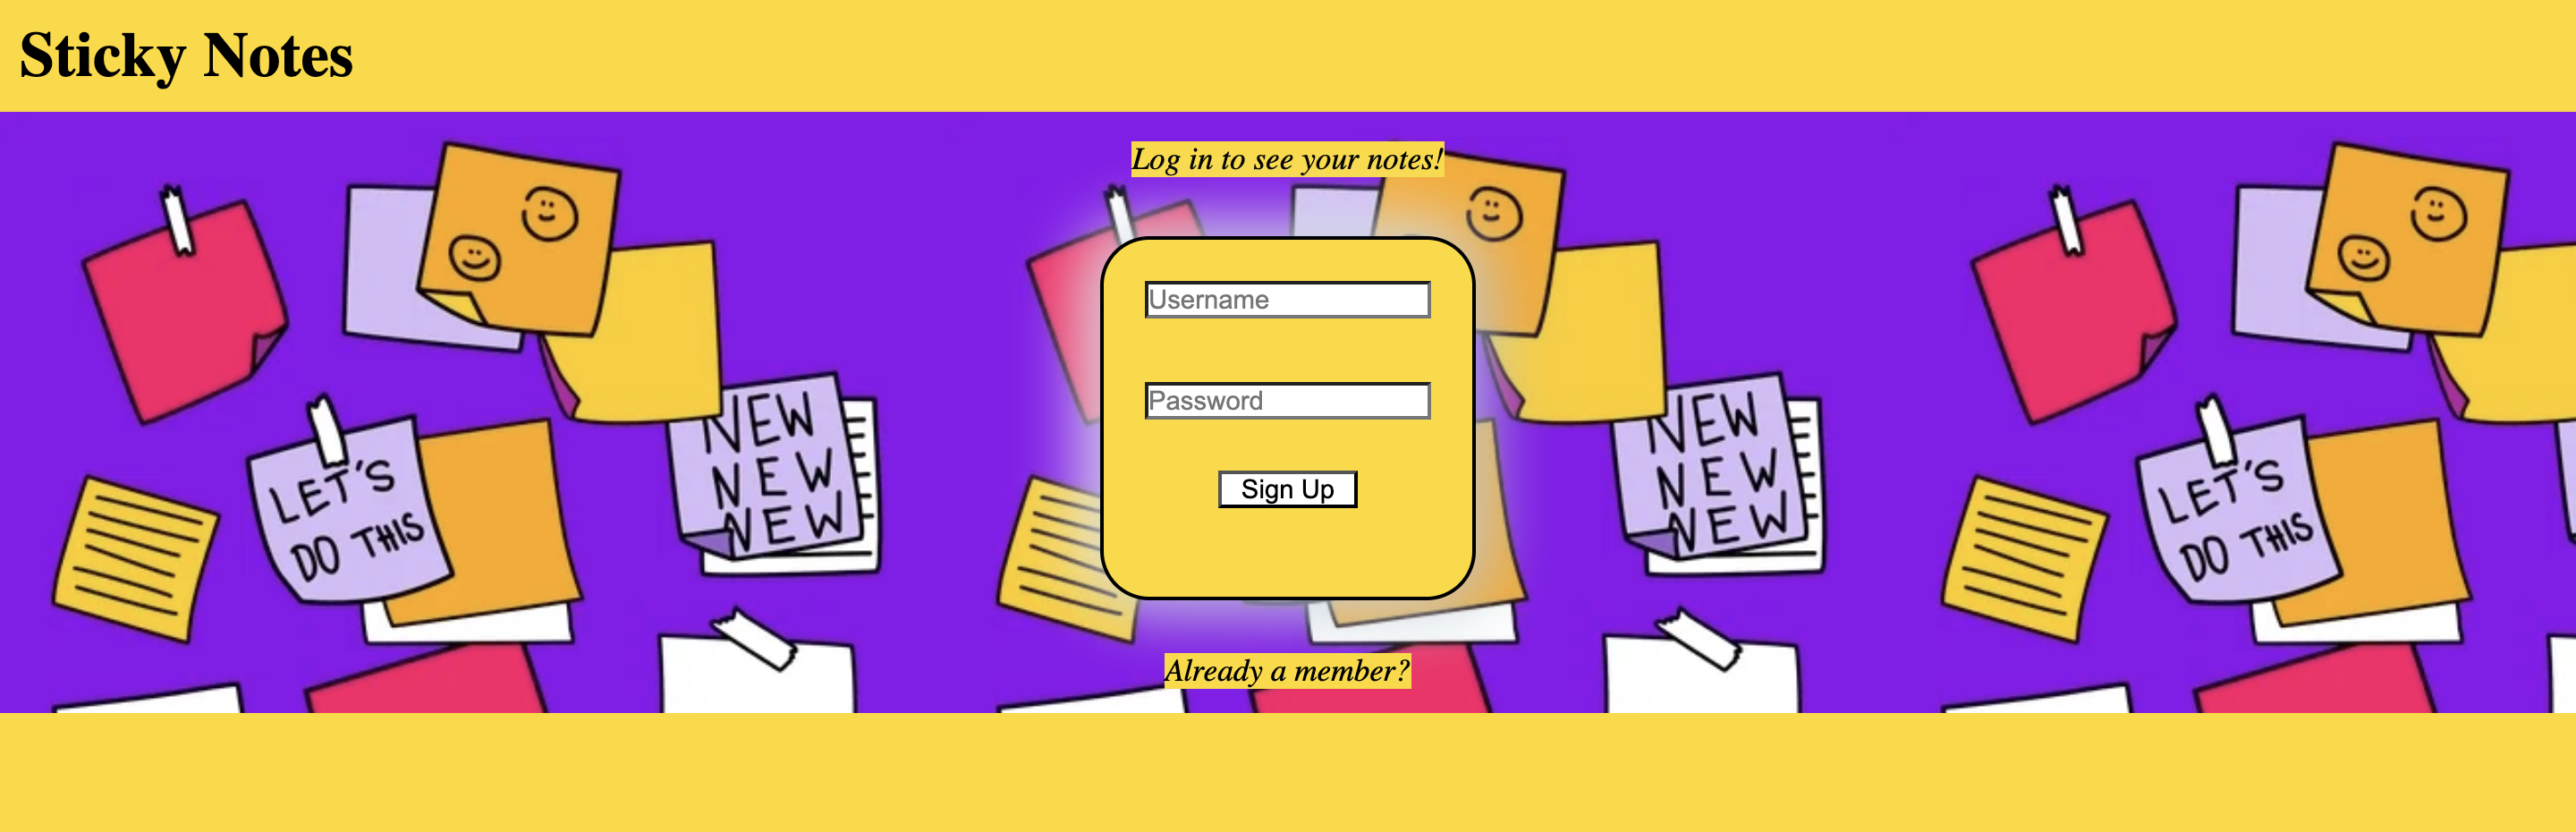 Sticky Notes
Log in to see your notes!
Username
Password
Sign Up
Already a member?
LET'S
DO THIS
NEW
NEW
NEW
NEW
NEW
NEW
LET'S
DO THIS